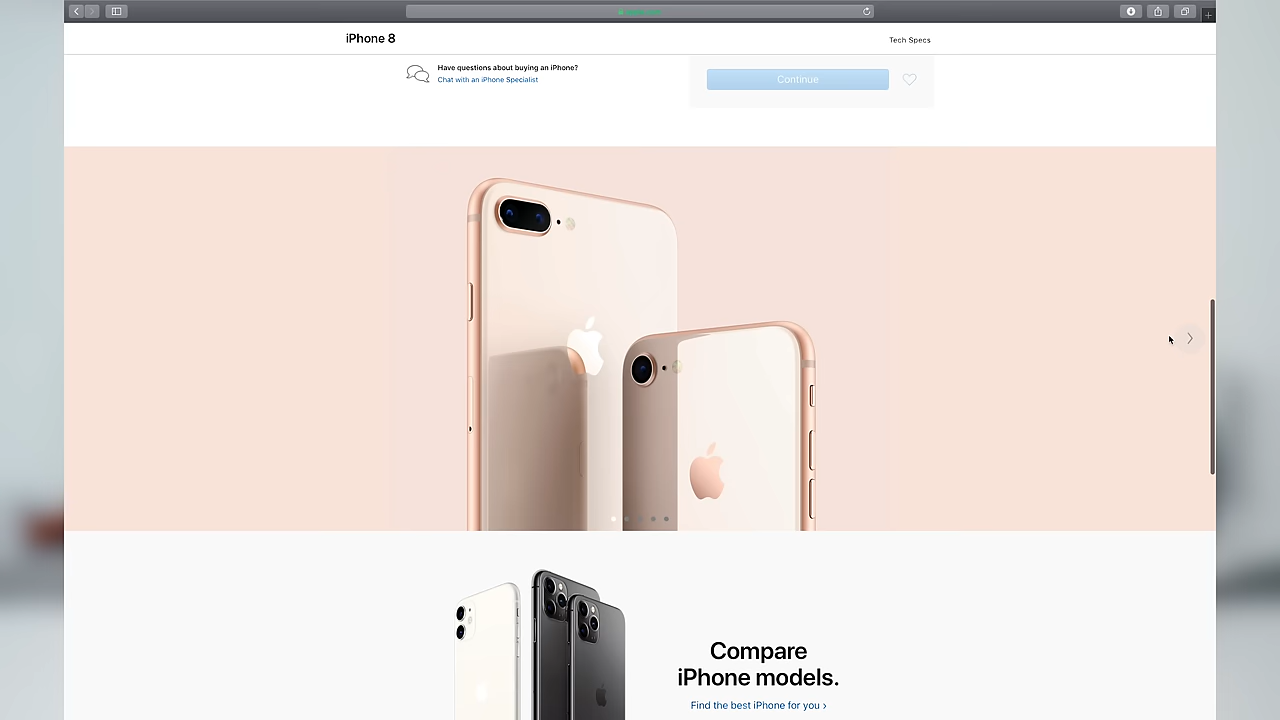 iPhone 8
Tech Specs
Have questions about buying an iPhone?
Chat with an iPhone Specialist
Continue
Compare
iPhone models.
Find the best iPhone for you ›